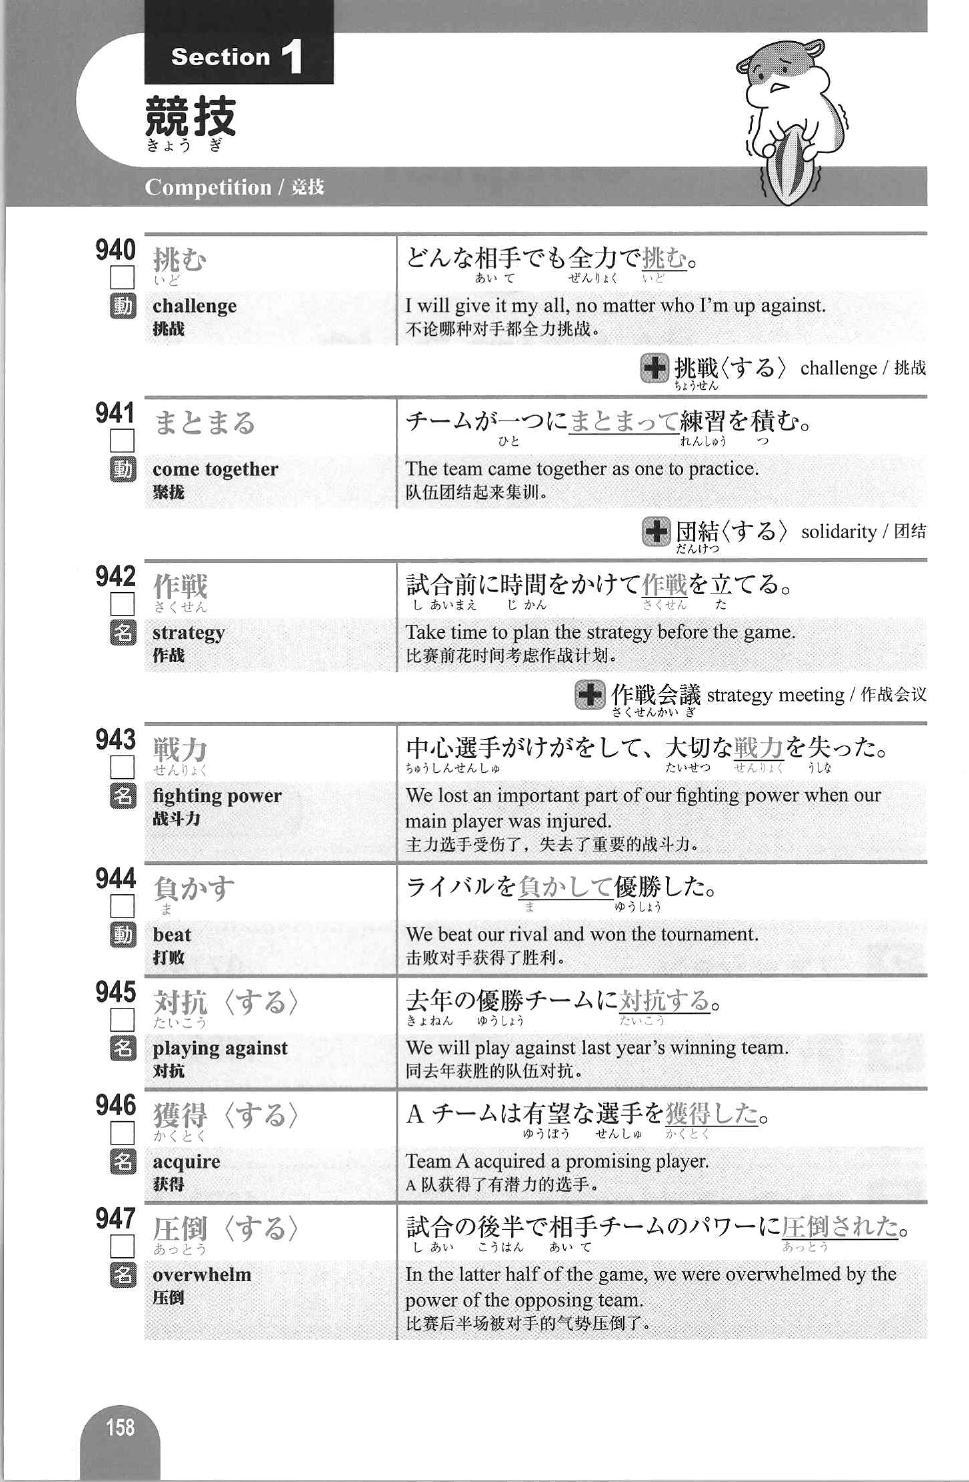 Section 1
競技
きょう ぎ
Competition / 竞技
940
挑む
いど
動
challenge
挑战
どんな相手でも全力で挑む。
あい て ぜんりょく いど
I will give it my all, no matter who I'm up against.
不论哪种对手都全力挑战。
挑戦〈する〉 challenge / 挑战
ちょうせん
941
まとまる
動
come together
聚拢
チームが一つにまとまって練習を積む。
ひと れんしゅう つ
The team came together as one to practice.
队伍团结起来集训。
団結〈する〉 solidarity / 团结
だんけつ
942
作戦
さくせん
名
strategy
作战
試合前に時間をかけて作戦を立てる。
し あいまえ じ かん さくせん た
Take time to plan the strategy before the game.
比赛前花时间考虑作战计划。
作戦会議 strategy meeting / 作战会议
さくせんかい ぎ
943
戦力
せんりょく
名
fighting power
战斗力
中心選手がけがをして、大切な戦力を失った。
ちゅうしんせんしゅ たいせつ せんりょく うしな
We lost an important part of our fighting power when our
main player was injured.
主力选手受伤了，失去了重要的战斗力。
944
負かす
ま
動
beat
打败
ライバルを負かして優勝した。
ま ゆうしょう
We beat our rival and won the tournament.
击败对手获得了胜利。
945
対抗〈する〉
たいこう
名
playing against
对抗
去年の優勝チームに対抗する。
きょねん ゆうしょう たいこう
We will play against last year's winning team.
同去年获胜的队伍对抗。
946
獲得〈する〉
かくとく
名
acquire
获得
A チームは有望な選手を獲得した。
ゆうぼう せんしゅ かくとく
Team A acquired a promising player.
A 队获得了有潜力的选手。
947
圧倒〈する〉
あっとう
名
overwhelm
压倒
試合の後半で相手チームのパワーに圧倒された。
し あい こうはん あい て あっとう
In the latter half of the game, we were overwhelmed by the
power of the opposing team.
比赛后半场被对手的气势压倒了。
158